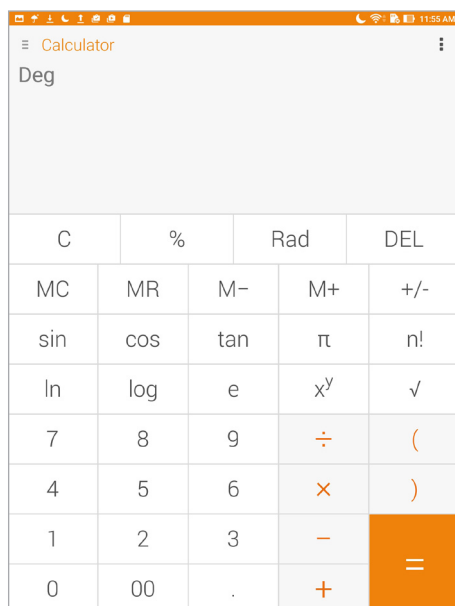 11:55 AM
Calculator
Deg
C % Rad DEL
MC MR M− M+ +/-
sin cos tan π n!
ln log e xʸ √
7 8 9 ÷ (
4 5 6 × )
1 2 3 −
=
0 00 . +